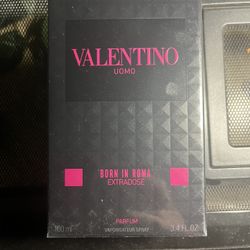 VALENTINO
UOMO
BORN IN ROMA
EXTRADOSE
PARFUM
100 ml VAPORISATEUR SPRAY 3.4 FL.OZ